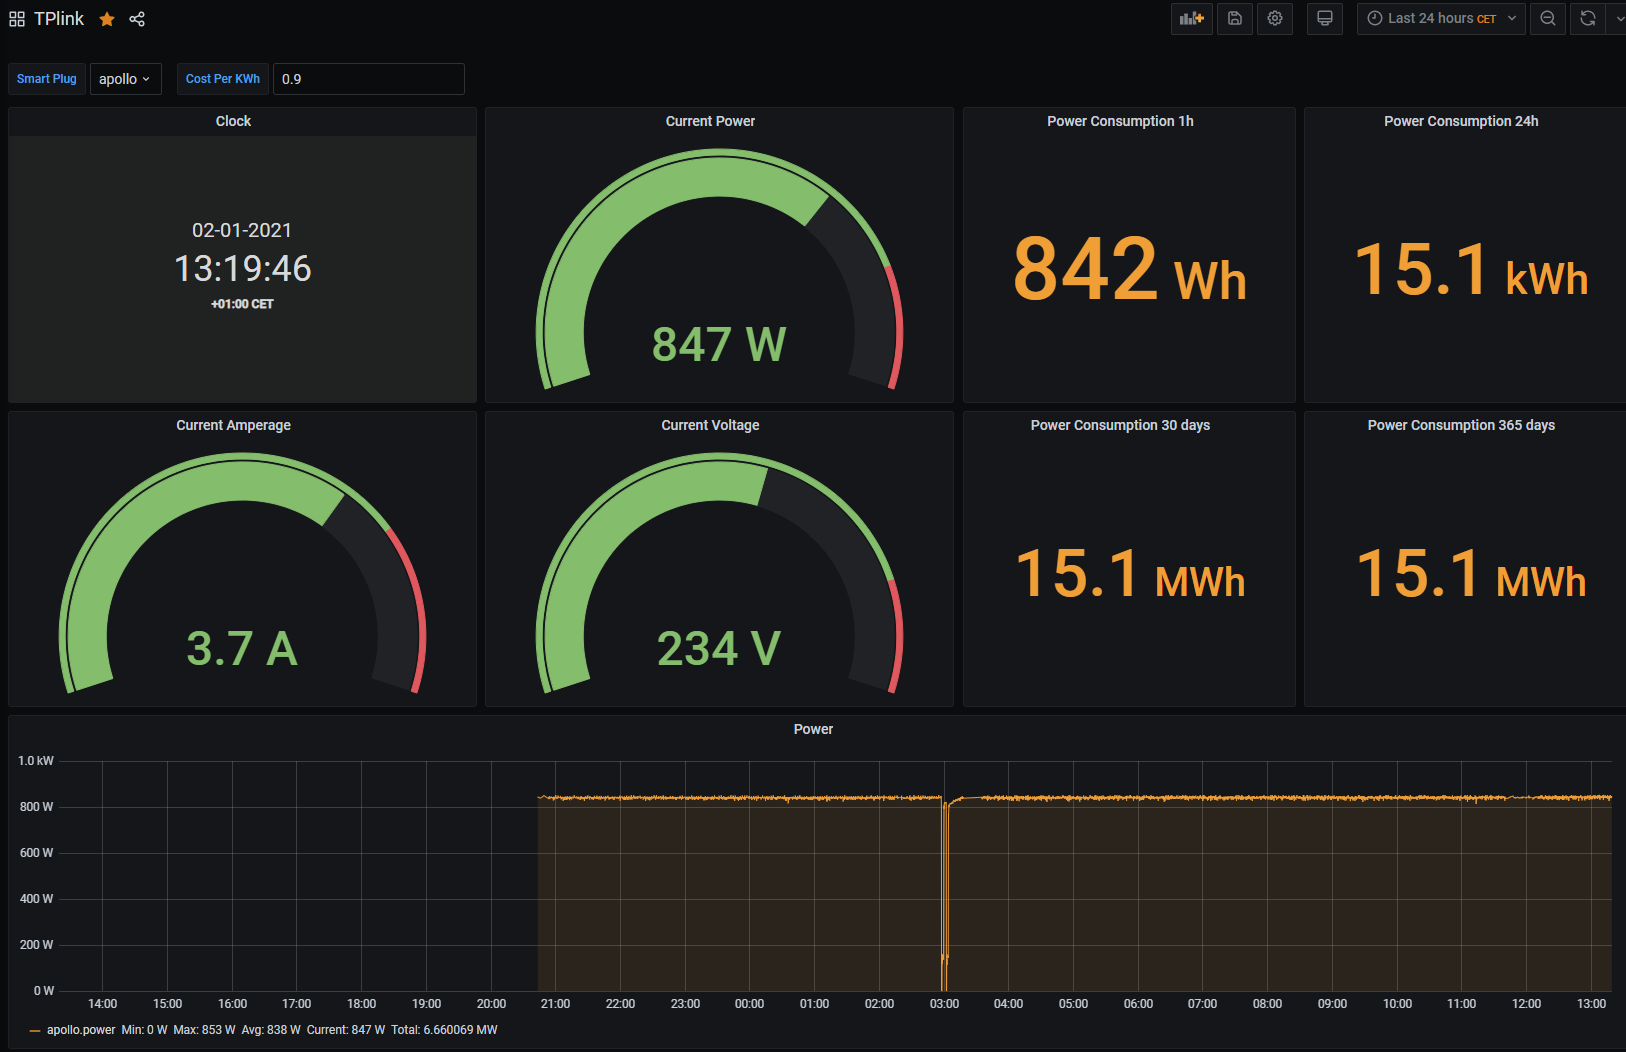 TPlink
Last 24 hours CET
Smart Plug
apollo
Cost Per KWh
0.9
Clock
02-01-2021
13:19:46
+01:00 CET
Current Power
847 W
Power Consumption 1h
842 Wh
Power Consumption 24h
15.1 kWh
Current Amperage
3.7 A
Current Voltage
234 V
Power Consumption 30 days
15.1 MWh
Power Consumption 365 days
15.1 MWh
Power
1.0 kW
800 W
600 W
400 W
200 W
0 W
14:00 15:00 16:00 17:00 18:00 19:00 20:00 21:00 22:00 23:00 00:00 01:00 02:00 03:00 04:00 05:00 06:00 07:00 08:00 09:00 10:00 11:00 12:00 13:00
apollo.power Min: 0 W Max: 853 W Avg: 838 W Current: 847 W Total: 6.660069 MW